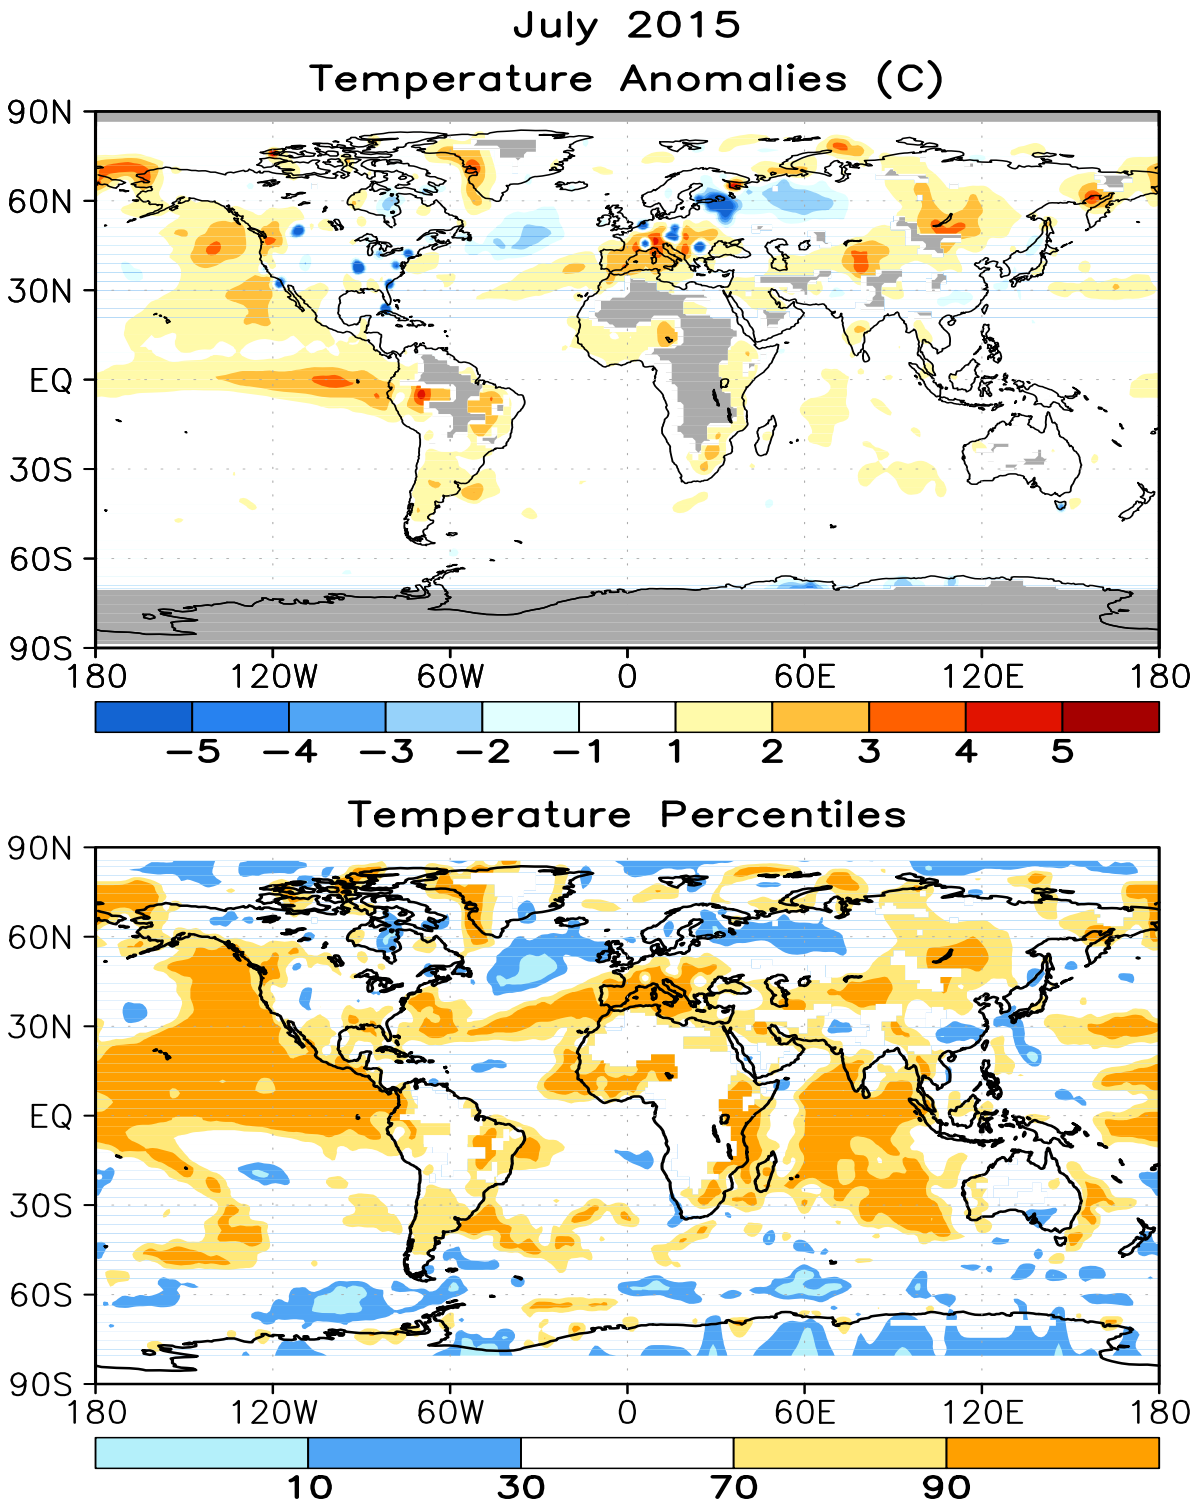 July 2015
Temperature Anomalies (C)
90N
60N
30N
EQ
30S
60S
90S
180 120W 60W 0 60E 120E 180
−5 −4 −3 −2 −1 1 2 3 4 5
Temperature Percentiles
90N
60N
30N
EQ
30S
60S
90S
180 120W 60W 0 60E 120E 180
10 30 70 90